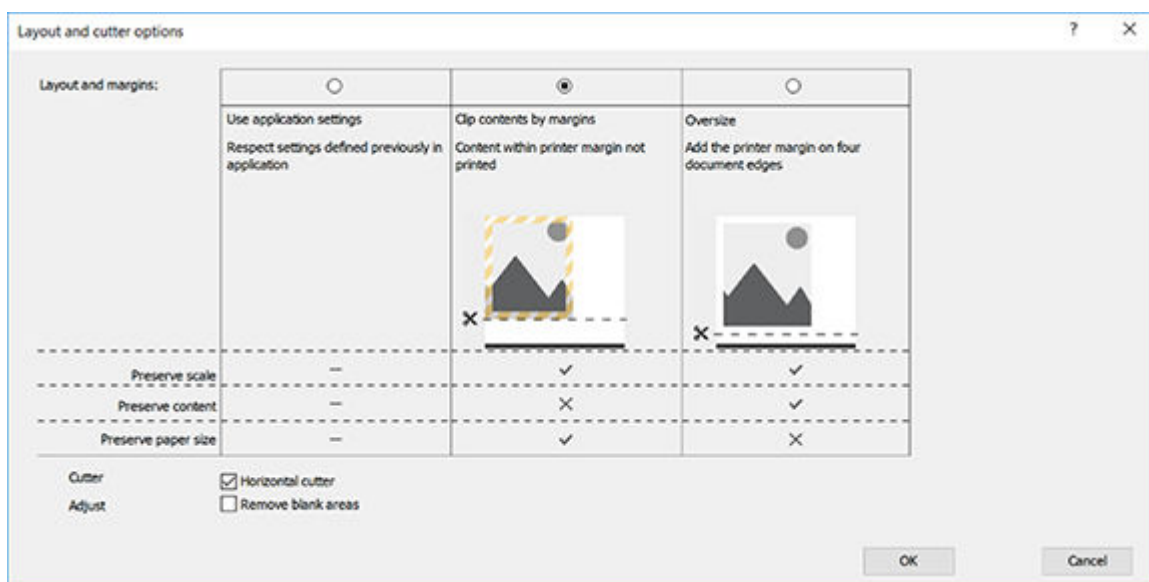 Layout and cutter options
Layout and margins:
Use application settings
Respect settings defined previously in
application
Clip contents by margins
Content within printer margin not
printed
Oversize
Add the printer margin on four
document edges
Preserve scale
Preserve content
Preserve paper size
Cutter
Horizontal cutter
Adjust
Remove blank areas
OK
Cancel